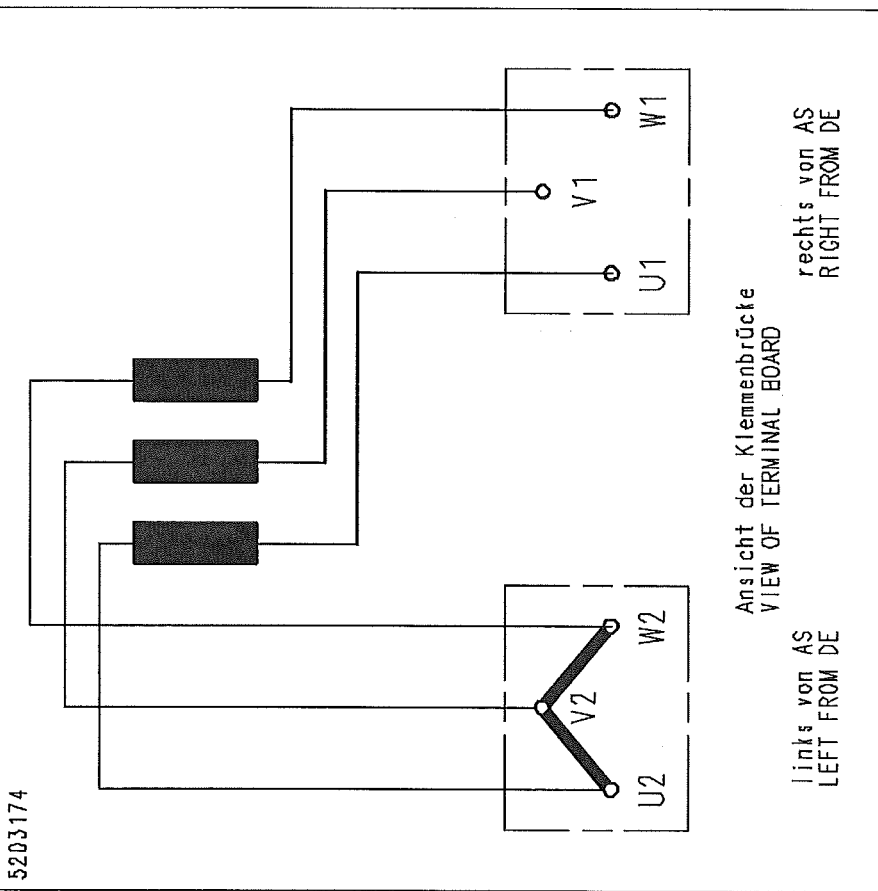 5203174
U2
V2
W2
U1
V1
W1
Ansicht der Klemmenbrücke
VIEW OF TERMINAL BOARD
links von AS
LEFT FROM DE
rechts von AS
RIGHT FROM DE